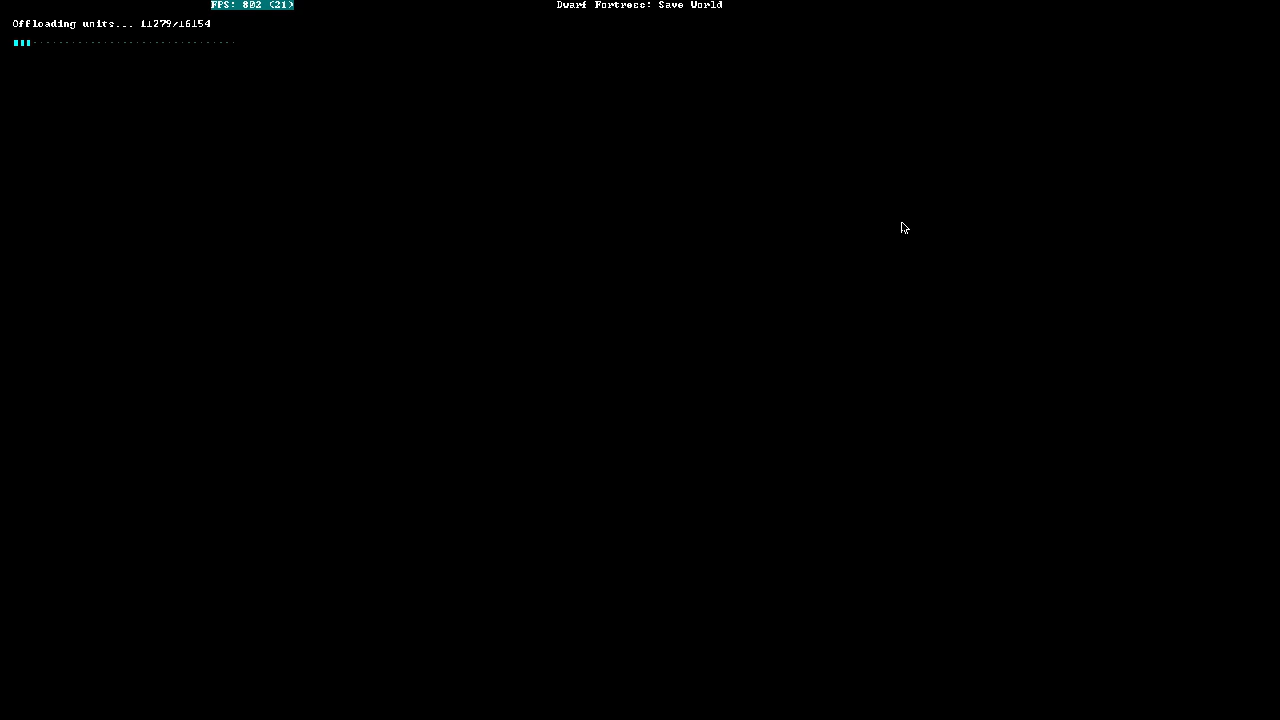 FPS: 802 (21)
Dwarf Fortress: Save World
Offloading units... 11279/16154